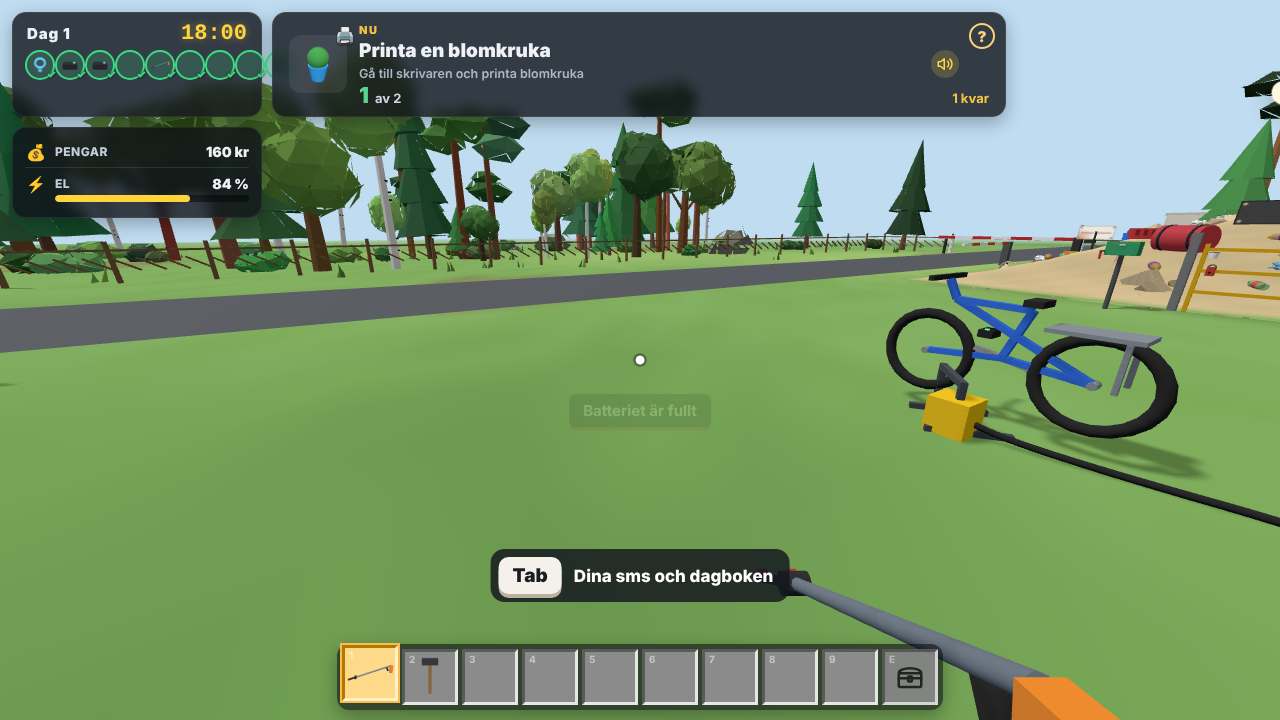 Dag 1
18:00
NU
Printa en blomkruka
Gå till skrivaren och printa blomkruka
1 av 2
1 kvar
?
PENGAR
160 kr
EL
84 %
Batteriet är fullt
Tab
Dina sms och dagboken
2
3
4
5
6
7
8
9
E